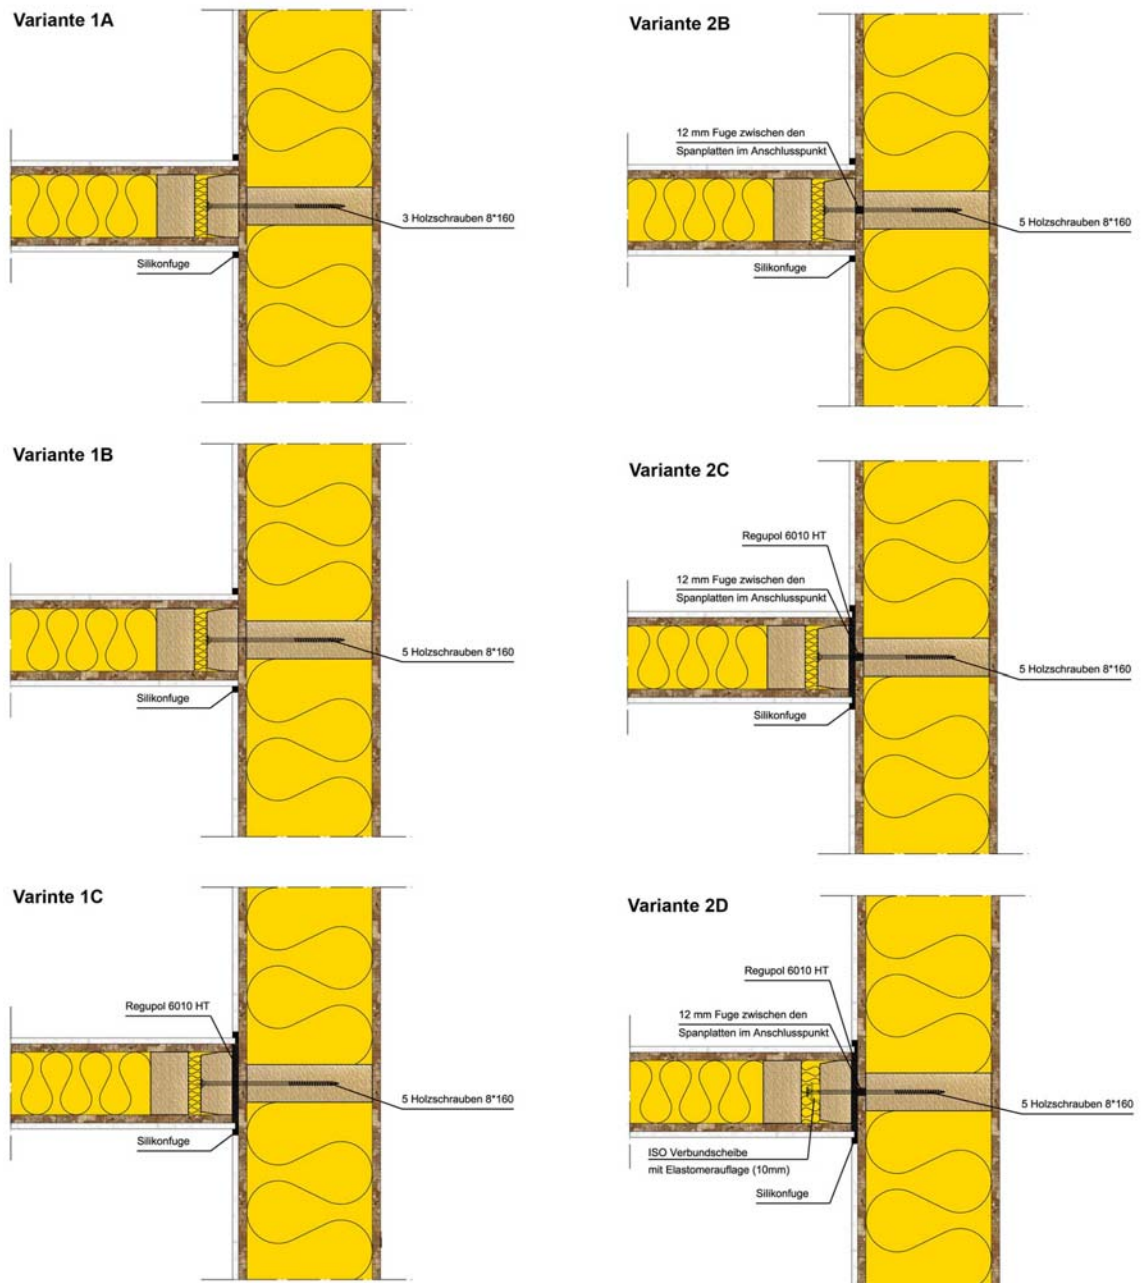 Variante 1A
3 Holzschrauben 8*160
Silikonfuge
Variante 1B
5 Holzschrauben 8*160
Silikonfuge
Varinte 1C
Regupol 6010 HT
5 Holzschrauben 8*160
Silikonfuge
Variante 2B
12 mm Fuge zwischen den
Spanplatten im Anschlusspunkt
5 Holzschrauben 8*160
Silikonfuge
Variante 2C
Regupol 6010 HT
12 mm Fuge zwischen den
Spanplatten im Anschlusspunkt
5 Holzschrauben 8*160
Silikonfuge
Variante 2D
Regupol 6010 HT
12 mm Fuge zwischen den
Spanplatten im Anschlusspunkt
5 Holzschrauben 8*160
ISO Verbundscheibe
mit Elastomerauflage (10mm)
Silikonfuge